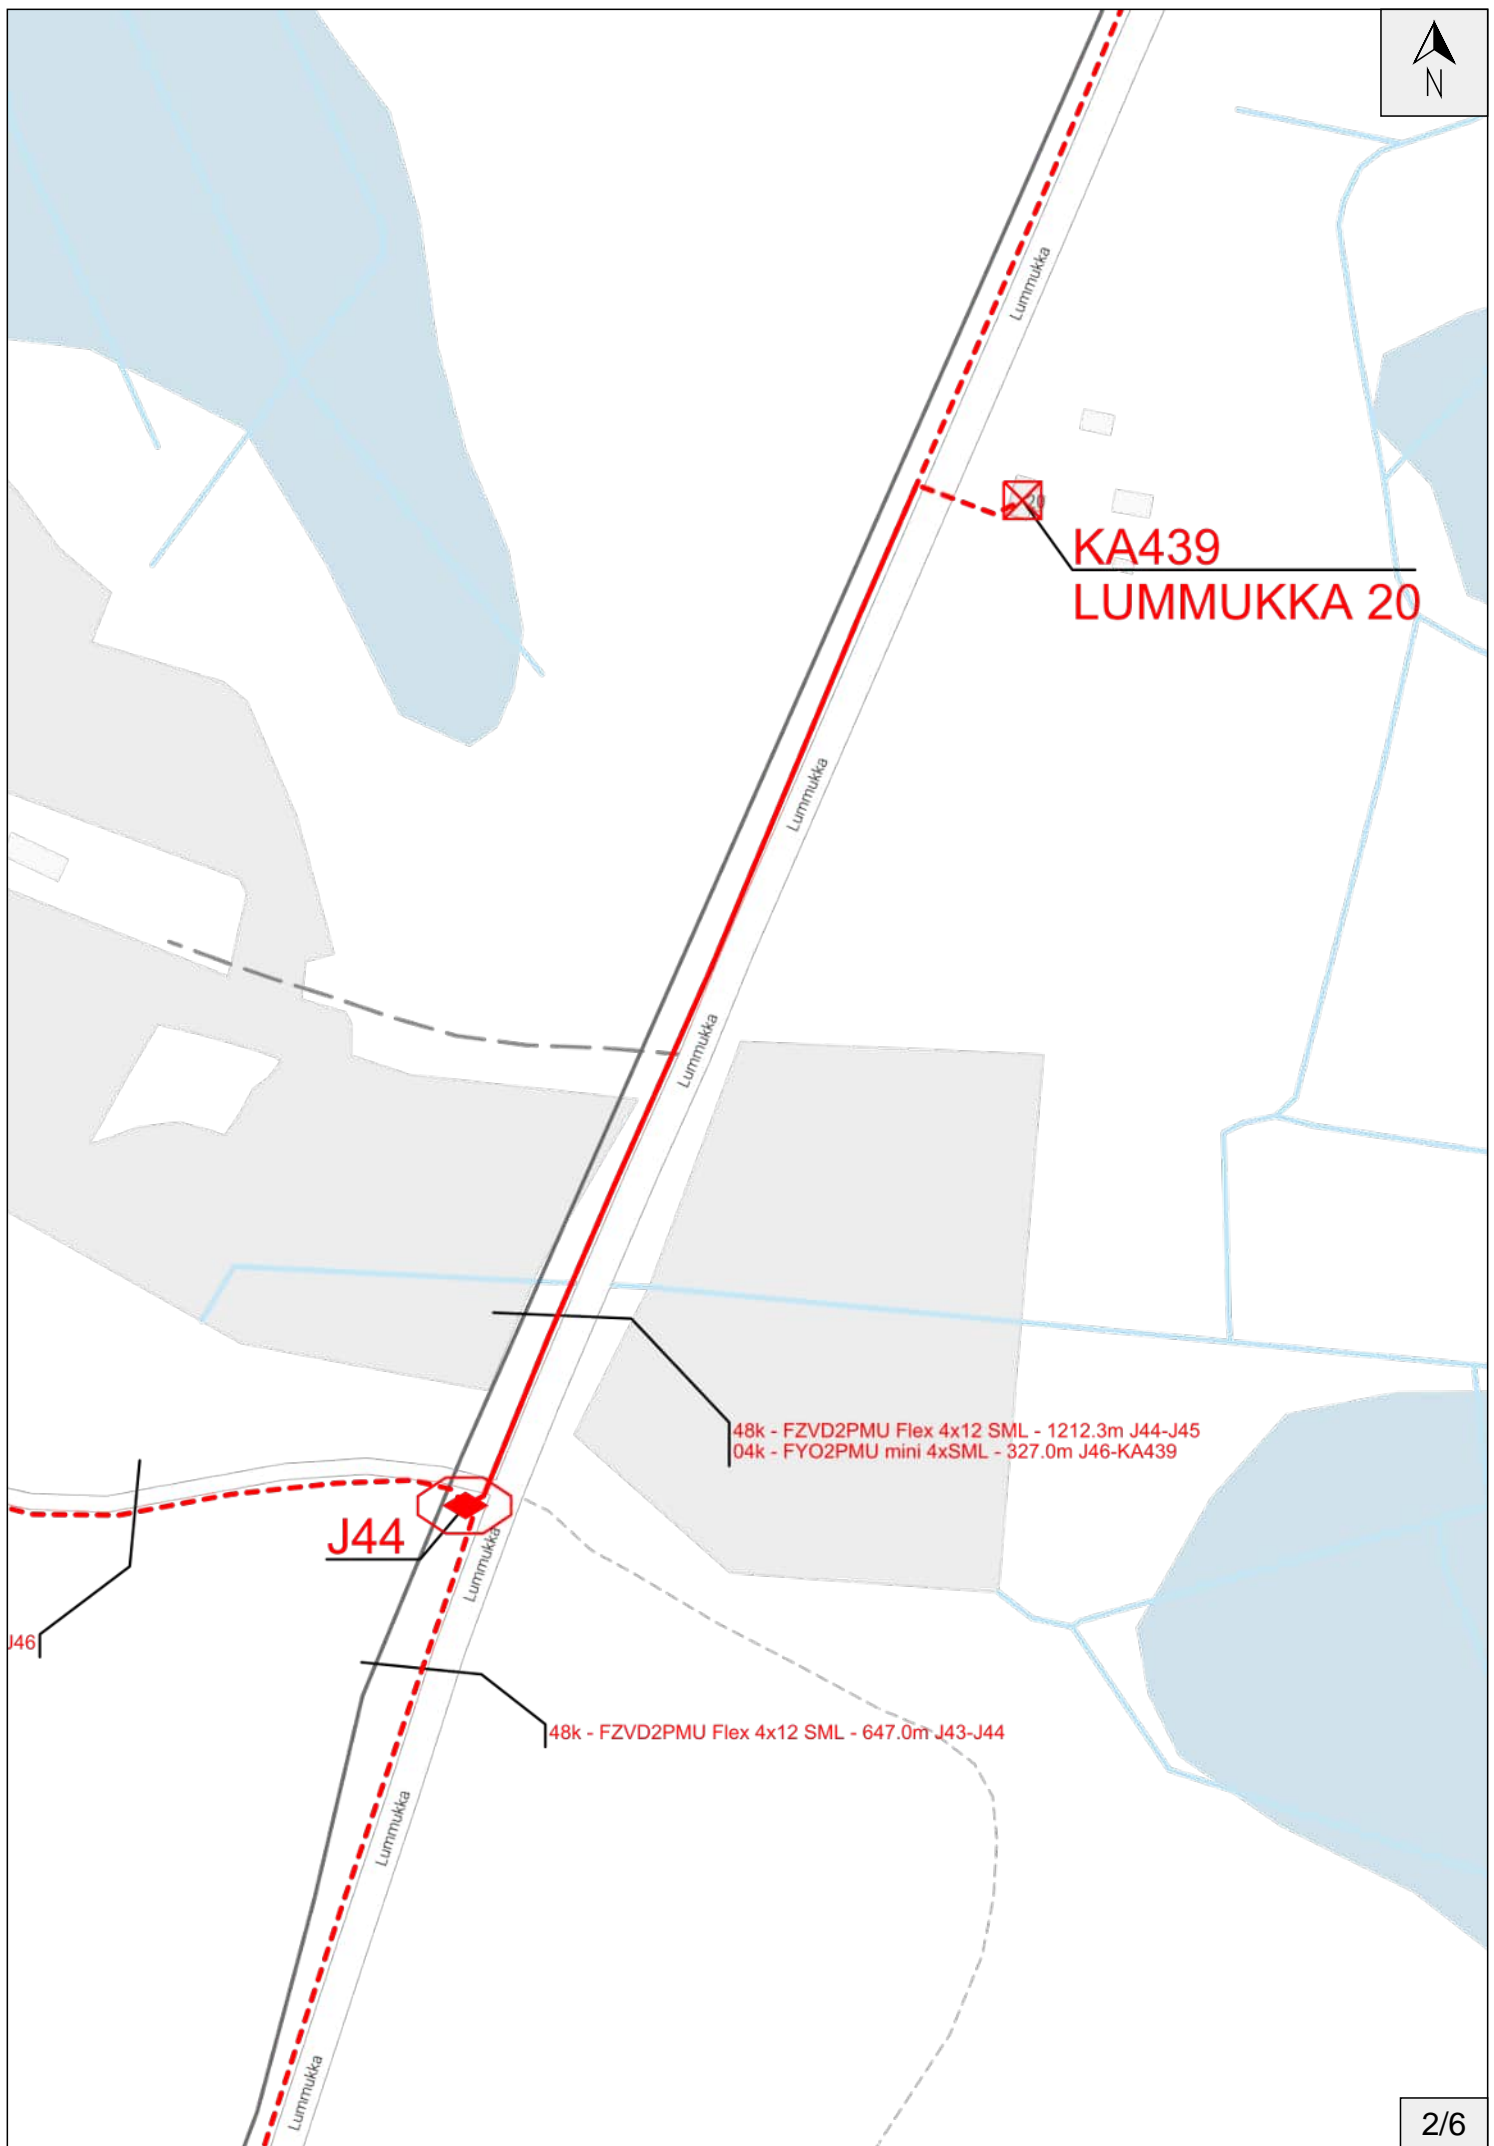 N
Lummukka
20
KA439
LUMMUKKA 20
Lummukka
Lummukka
48k - FZVD2PMU Flex 4x12 SML - 1212.3m J44-J45
04k - FYO2PMU mini 4xSML - 327.0m J46-KA439
J44
Lummukka
J46
48k - FZVD2PMU Flex 4x12 SML - 647.0m J43-J44
Lummukka
Lummukka
2/6